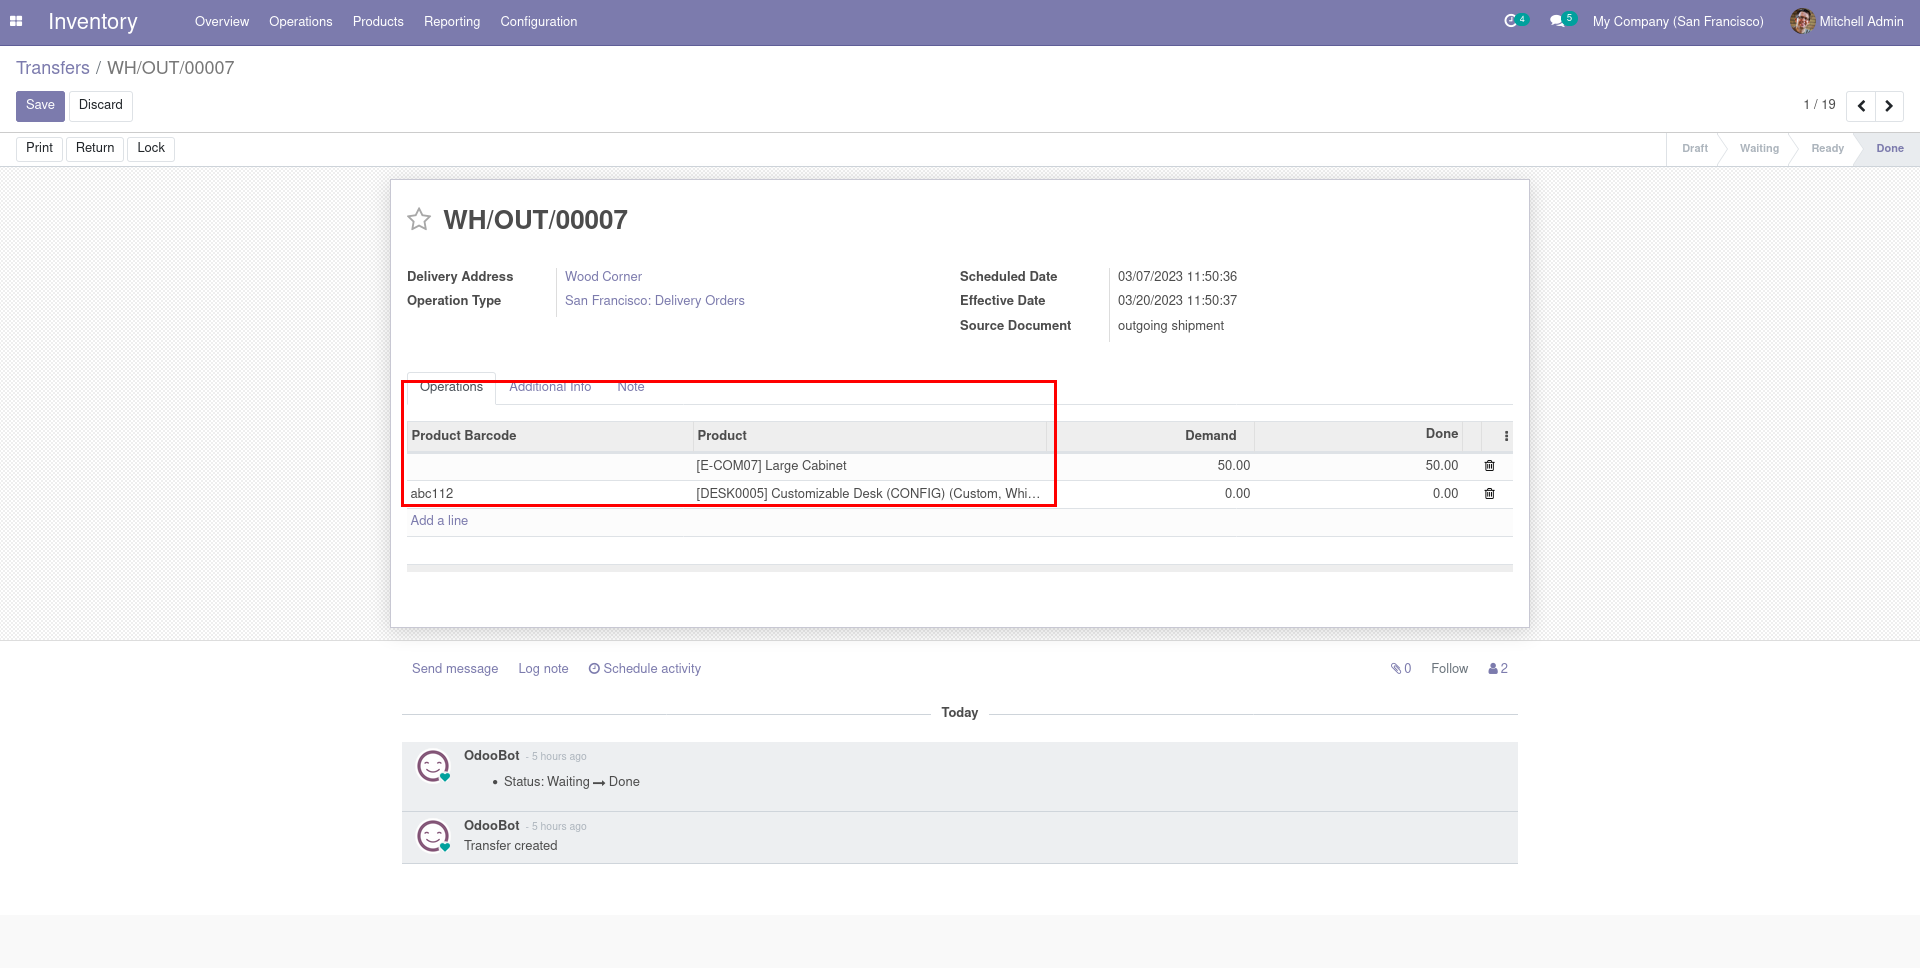 Inventory Overview Operations Products Reporting Configuration 4 5 My Company (San Francisco) Mitchell Admin
Transfers / WH/OUT/00007
Save Discard 1 / 19
Print Return Lock Draft Waiting Ready Done
WH/OUT/00007
Delivery Address Wood Corner Scheduled Date 03/07/2023 11:50:36
Operation Type San Francisco: Delivery Orders Effective Date 03/20/2023 11:50:37
Source Document outgoing shipment
Operations Additional Info Note
Product Barcode Product Demand Done
[E-COM07] Large Cabinet 50.00 50.00
abc112 [DESK0005] Customizable Desk (CONFIG) (Custom, Whi... 0.00 0.00
Add a line
Send message Log note Schedule activity 0 Follow 2
Today
OdooBot - 5 hours ago
• Status: Waiting → Done
OdooBot - 5 hours ago
Transfer created